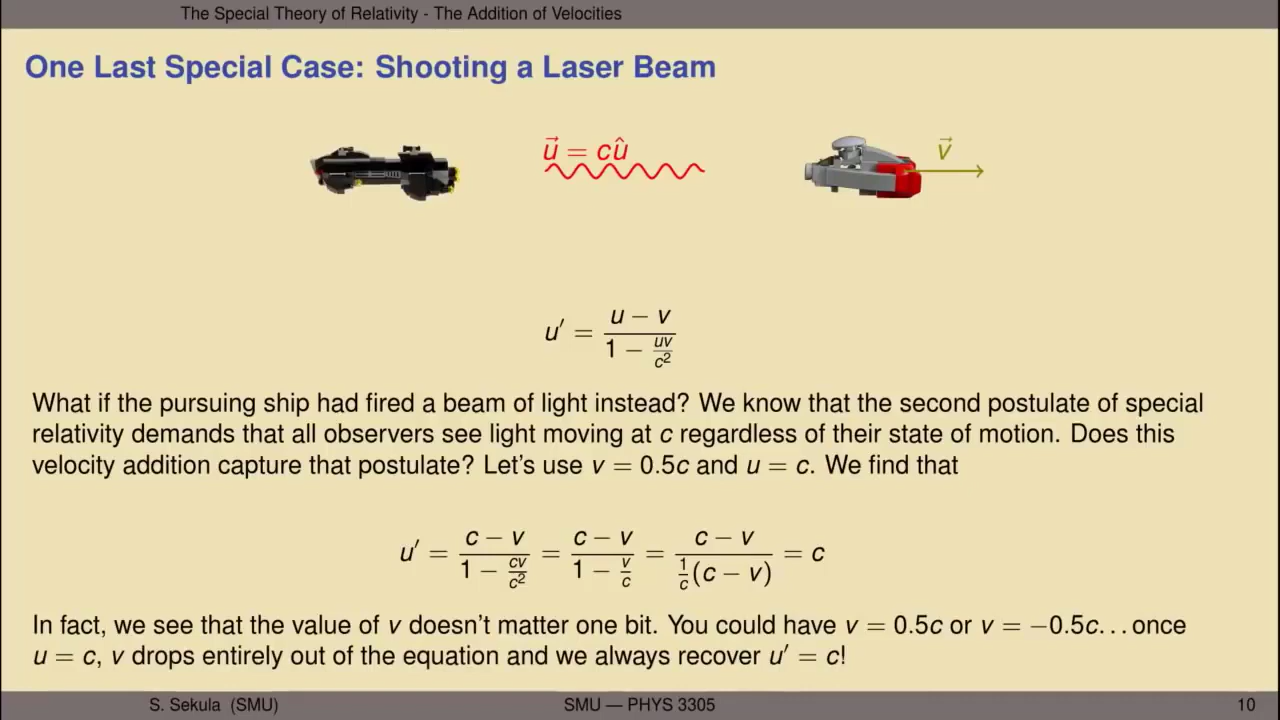 The Special Theory of Relativity - The Addition of Velocities
One Last Special Case: Shooting a Laser Beam
u⃗ = cû
v⃗
u′ = (u − v) / (1 − uv/c²)
What if the pursuing ship had fired a beam of light instead? We know that the second postulate of special
relativity demands that all observers see light moving at c regardless of their state of motion. Does this
velocity addition capture that postulate? Let's use v = 0.5c and u = c. We find that
u′ = (c − v) / (1 − cv/c²) = (c − v) / (1 − v/c) = (c − v) / (1/c (c − v)) = c
In fact, we see that the value of v doesn't matter one bit. You could have v = 0.5c or v = −0.5c...once
u = c, v drops entirely out of the equation and we always recover u′ = c!
S. Sekula (SMU)
SMU — PHYS 3305
10